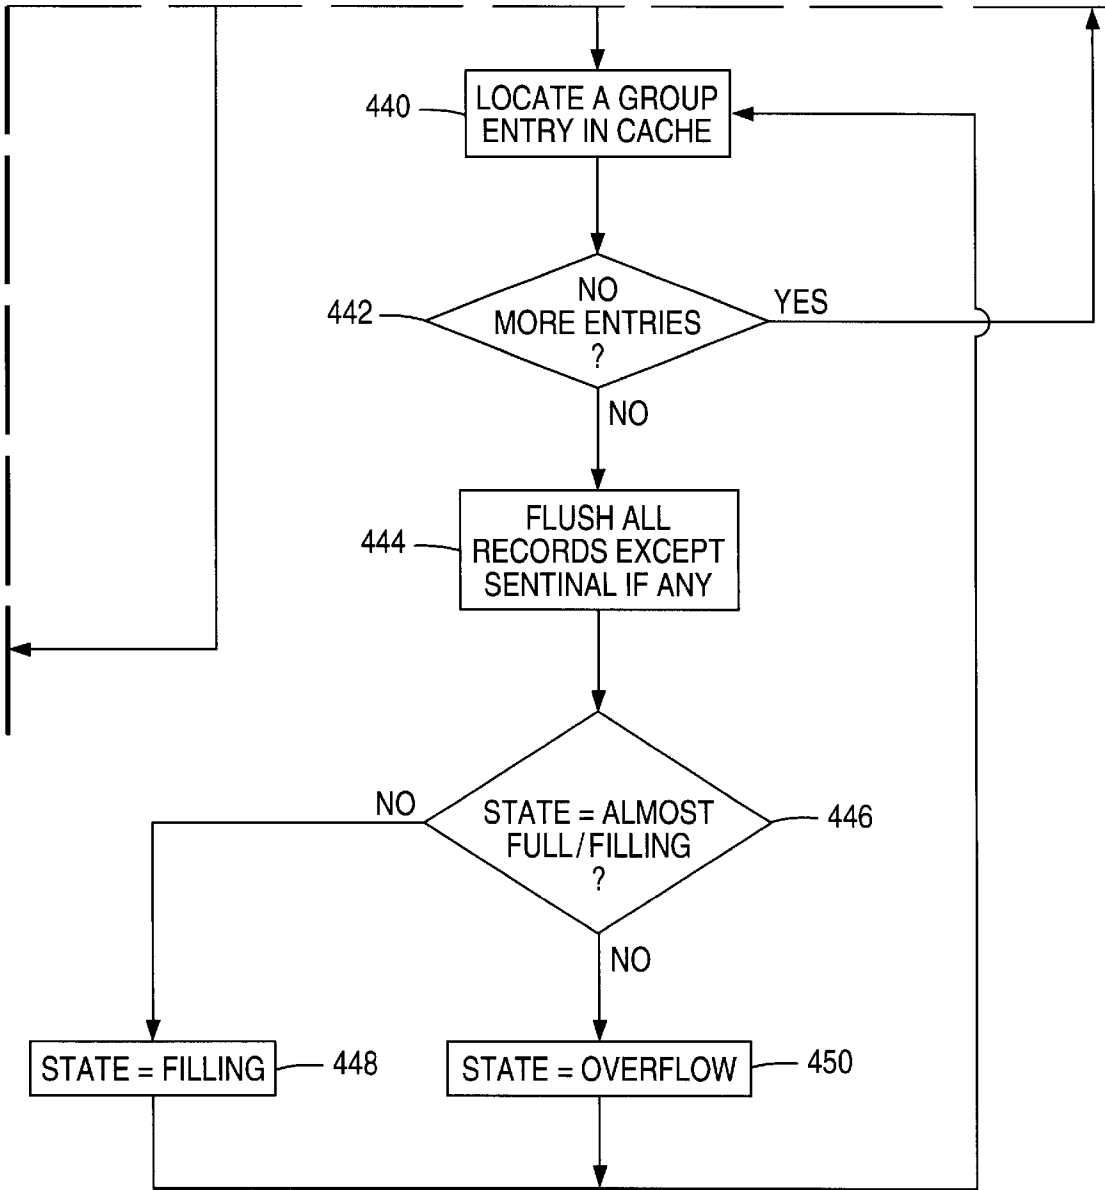 440
LOCATE A GROUP
ENTRY IN CACHE
442
NO
MORE ENTRIES
?
YES
NO
444
FLUSH ALL
RECORDS EXCEPT
SENTINAL IF ANY
NO
STATE = ALMOST
FULL/FILLING
?
446
NO
STATE = FILLING
448
STATE = OVERFLOW
450